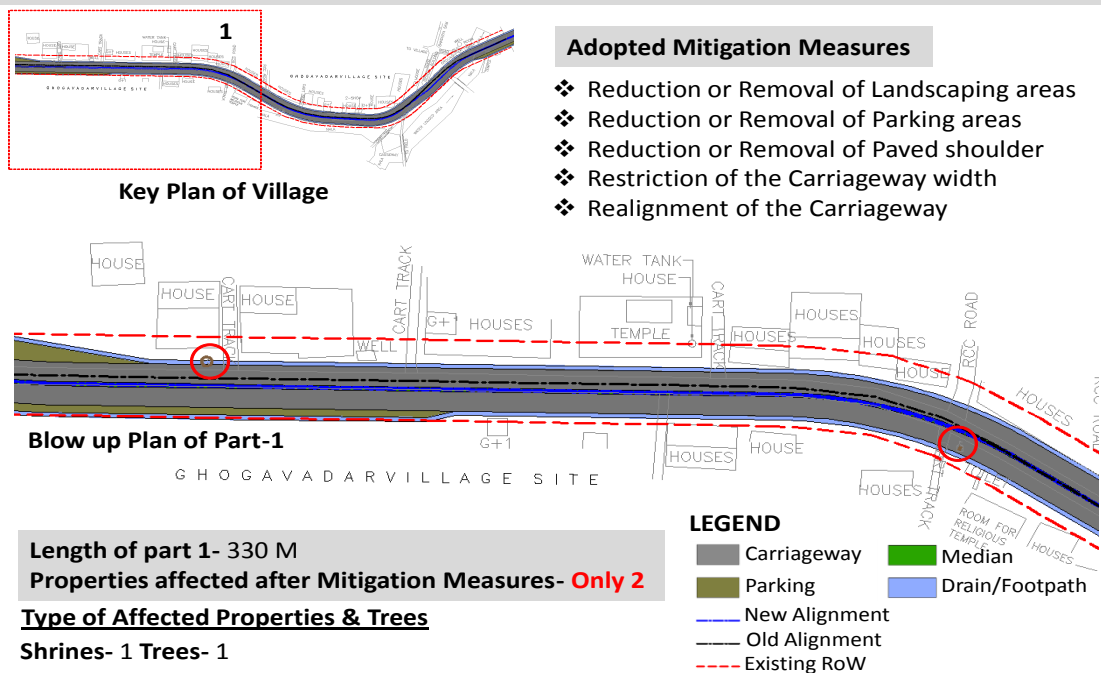 1
GHOGAVADARVILLAGE SITE
Key Plan of Village
Adopted Mitigation Measures
❖ Reduction or Removal of Landscaping areas
❖ Reduction or Removal of Parking areas
❖ Reduction or Removal of Paved shoulder
❖ Restriction of the Carriageway width
❖ Realignment of the Carriageway
HOUSE
HOUSE
CART TRACK
HOUSE
WELL
CART TRACK
G+1
HOUSES
WATER TANK
HOUSE
TEMPLE
CART TRACK
HOUSES
HOUSES
HOUSES
HOUSE
RCC ROAD
HOUSES
RCC ROAD
Blow up Plan of Part-1
G+1
HOUSES
HOUSE
HOUSES
CART TRACK
TOILET
ROOM FOR
RELIGIOUS
TEMPLE
HOUSES
GHOGAVADARVILLAGE SITE
Length of part 1- 330 M
Properties affected after Mitigation Measures- Only 2
Type of Affected Properties & Trees
Shrines- 1 Trees- 1
LEGEND
Carriageway
Median
Parking
Drain/Footpath
New Alignment
Old Alignment
Existing RoW